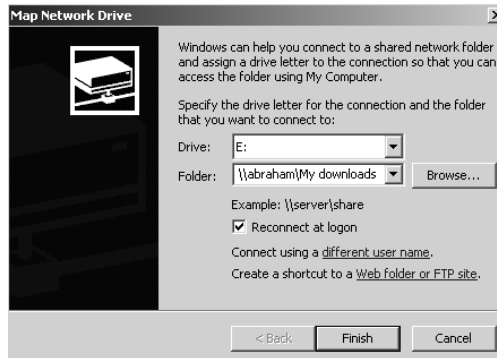 Map Network Drive
Windows can help you connect to a shared network folder
and assign a drive letter to the connection so that you can
access the folder using My Computer.
Specify the drive letter for the connection and the folder
that you want to connect to:
Drive: E:
Folder: \\abraham\My downloads Browse...
Example: \\server\share
Reconnect at logon
Connect using a different user name.
Create a shortcut to a Web folder or FTP site.
< Back Finish Cancel